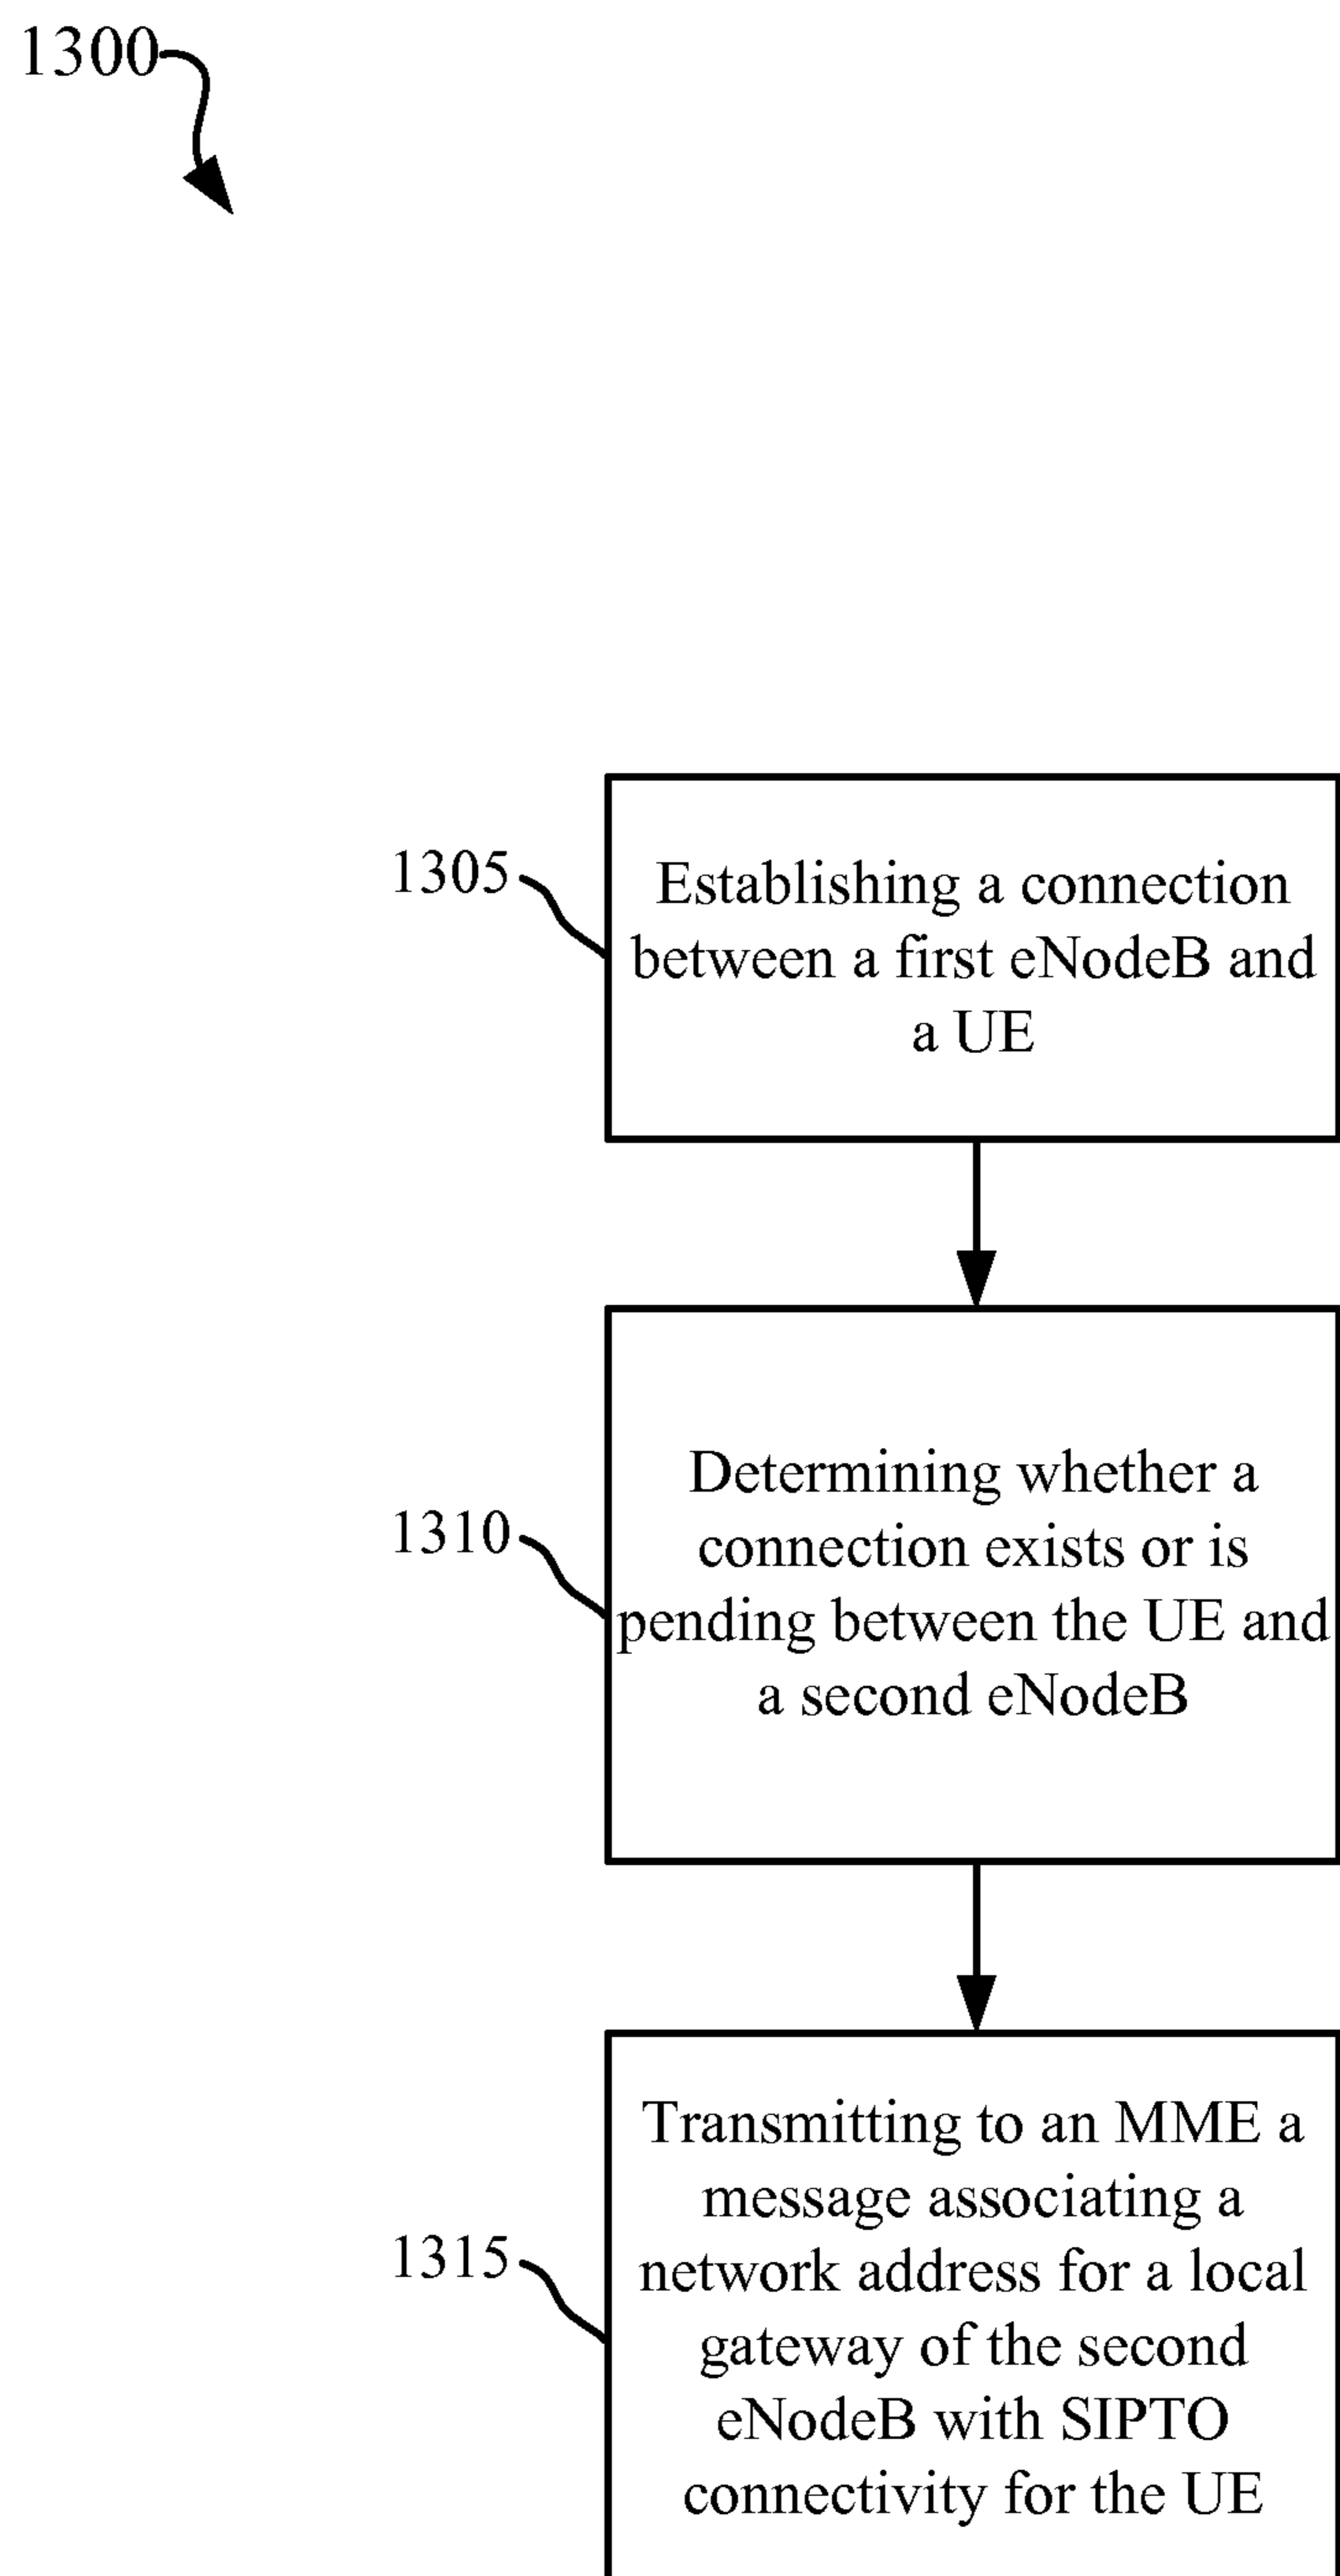 1300
1305
Establishing a connection
between a first eNodeB and
a UE
1310
Determining whether a
connection exists or is
pending between the UE and
a second eNodeB
1315
Transmitting to an MME a
message associating a
network address for a local
gateway of the second
eNodeB with SIPTO
connectivity for the UE